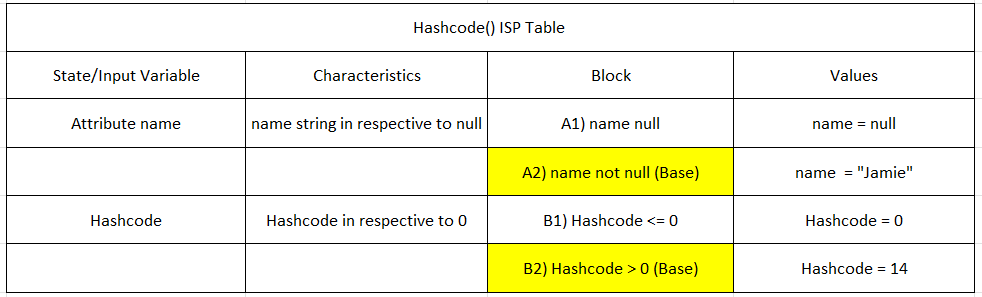 Hashcode() ISP Table
State/Input Variable Characteristics Block Values
Attribute name name string in respective to null A1) name null name = null
A2) name not null (Base) name = "Jamie"
Hashcode Hashcode in respective to 0 B1) Hashcode <= 0 Hashcode = 0
B2) Hashcode > 0 (Base) Hashcode = 14